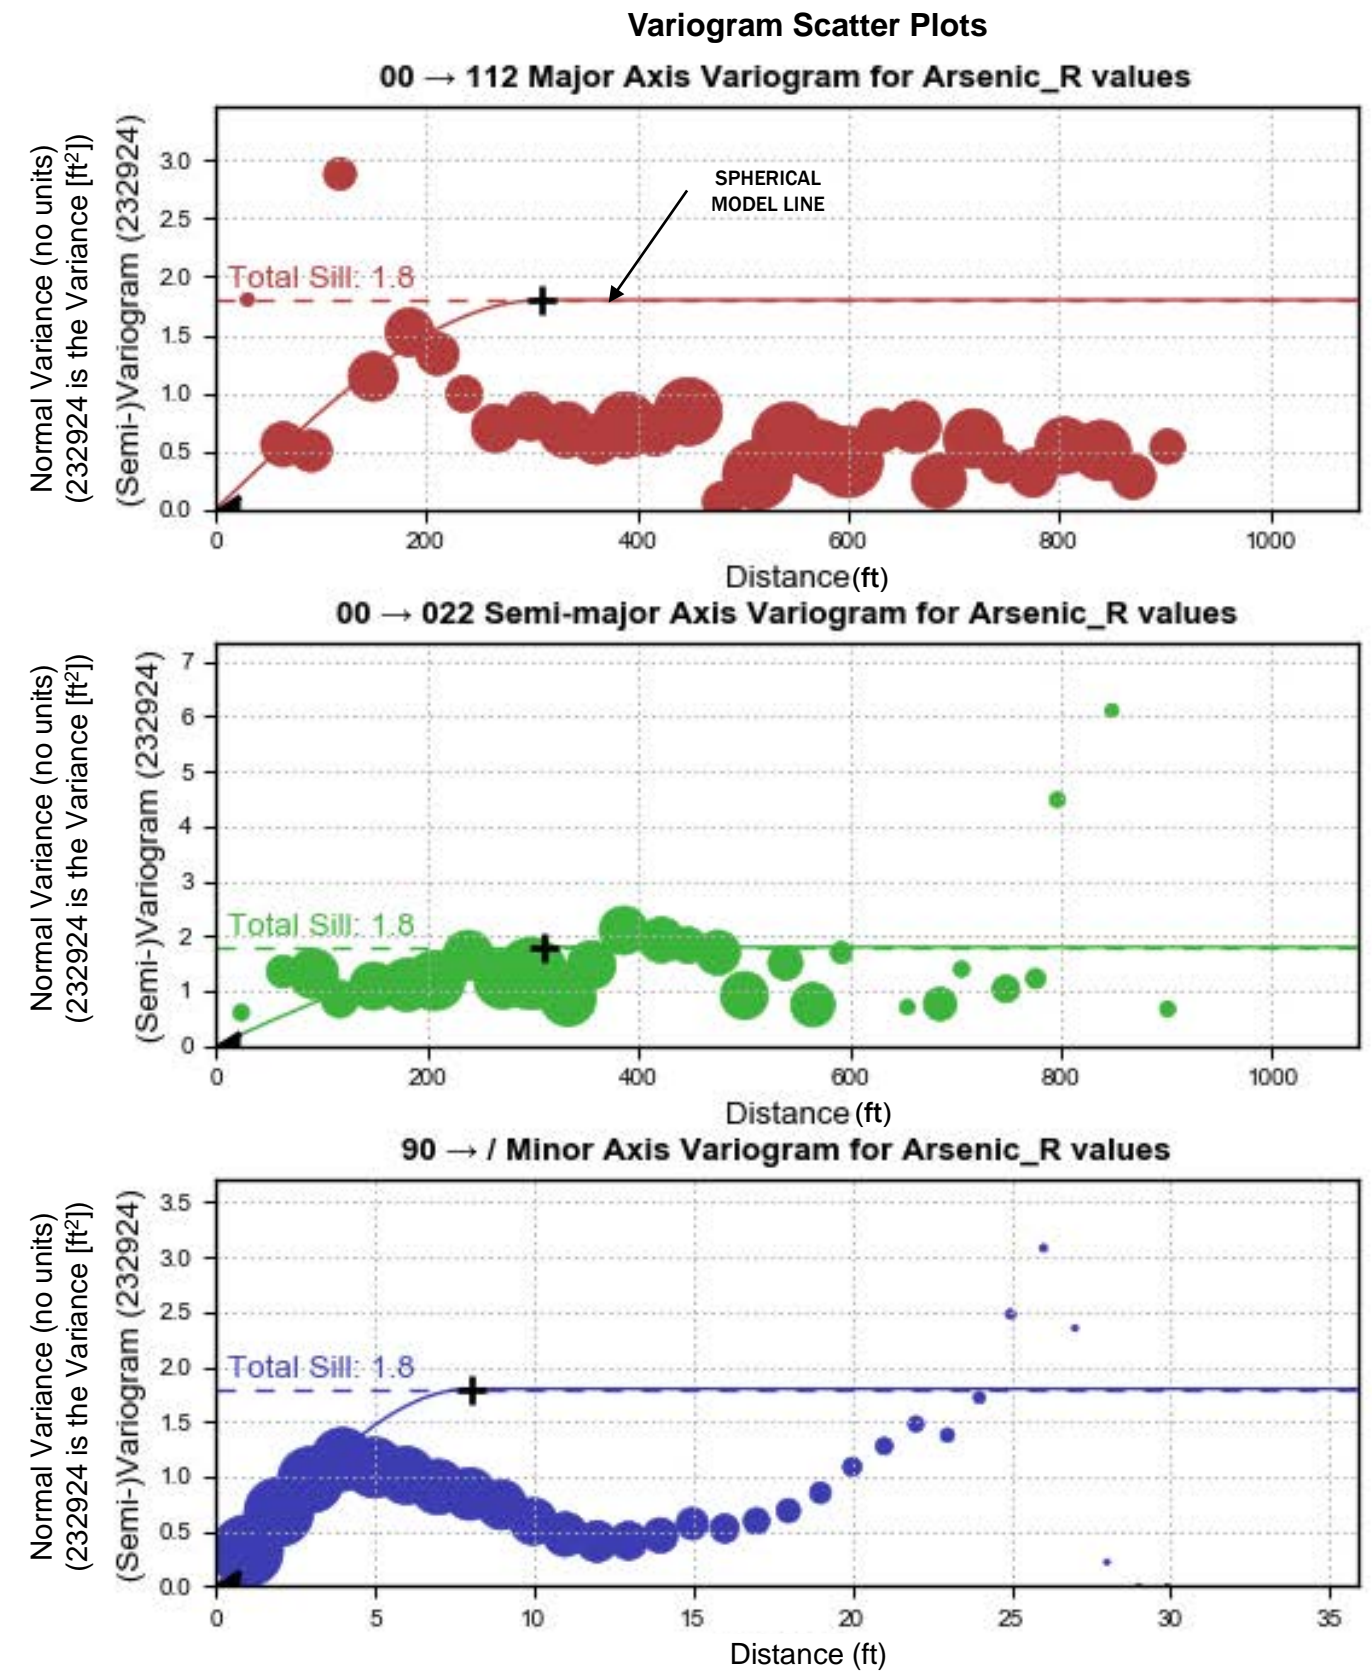 Variogram Scatter Plots
00 → 112 Major Axis Variogram for Arsenic_R values
Normal Variance (no units)
(232924 is the Variance [ft²])
(Semi-)Variogram (232924)
3.0
2.5
2.0
1.5
1.0
0.5
0.0
SPHERICAL
MODEL LINE
Total Sill: 1.8
0 200 400 600 800 1000
Distance (ft)
00 → 022 Semi-major Axis Variogram for Arsenic_R values
Normal Variance (no units)
(232924 is the Variance [ft²])
(Semi-)Variogram (232924)
7
6
5
4
3
2
1
0
Total Sill: 1.8
0 200 400 600 800 1000
Distance (ft)
90 → / Minor Axis Variogram for Arsenic_R values
Normal Variance (no units)
(232924 is the Variance [ft²])
(Semi-)Variogram (232924)
3.5
3.0
2.5
2.0
1.5
1.0
0.5
0.0
Total Sill: 1.8
0 5 10 15 20 25 30 35
Distance (ft)